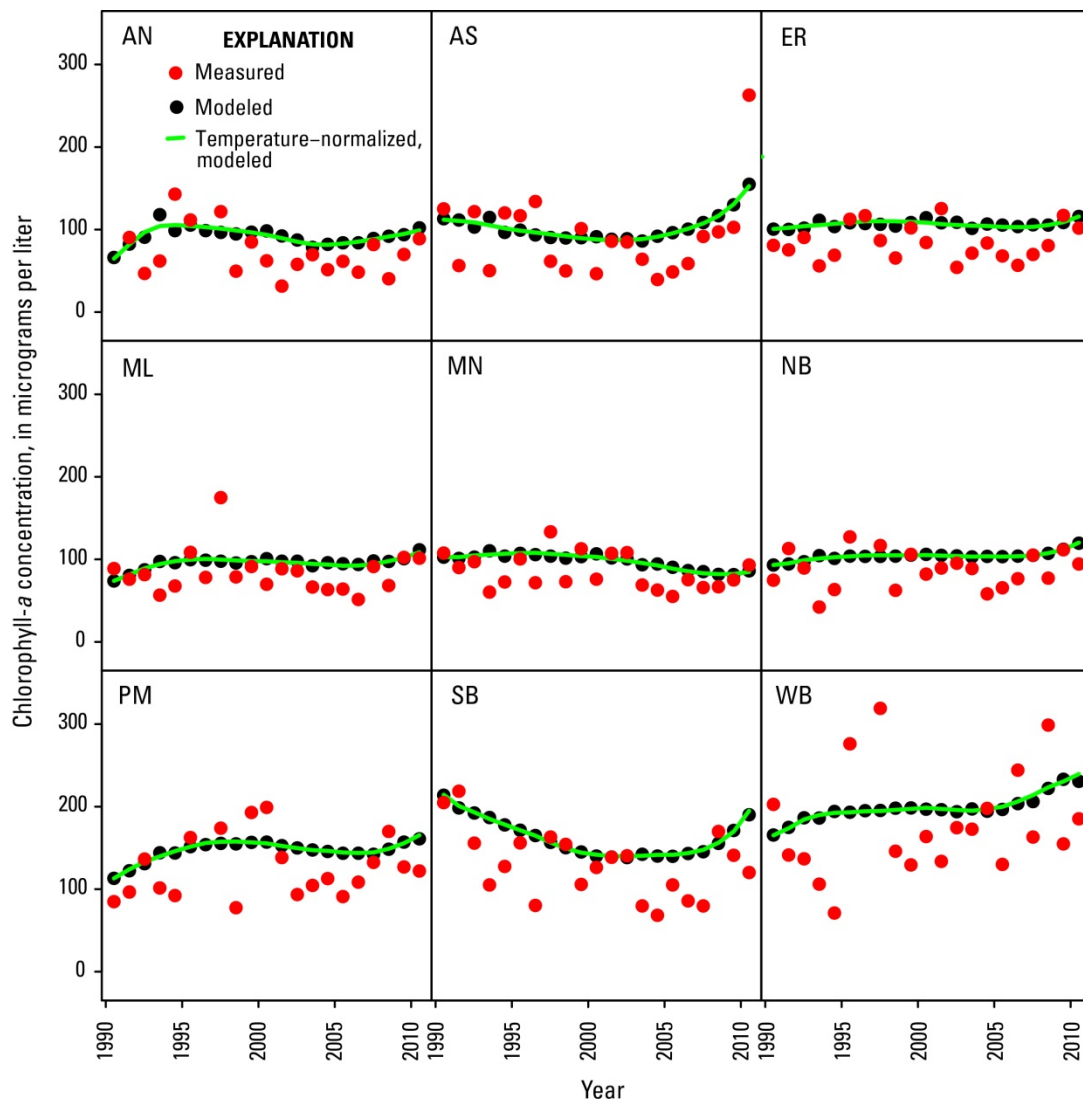 AN
EXPLANATION
Measured
Modeled
Temperature–normalized,
modeled
AS
ER
300
200
100
0
ML
MN
NB
300
200
100
0
PM
SB
WB
300
200
100
0
Chlorophyll-a concentration, in micrograms per liter
1990
1995
2000
2005
2010
1990
1995
2000
2005
2010
1990
1995
2000
2005
2010
Year